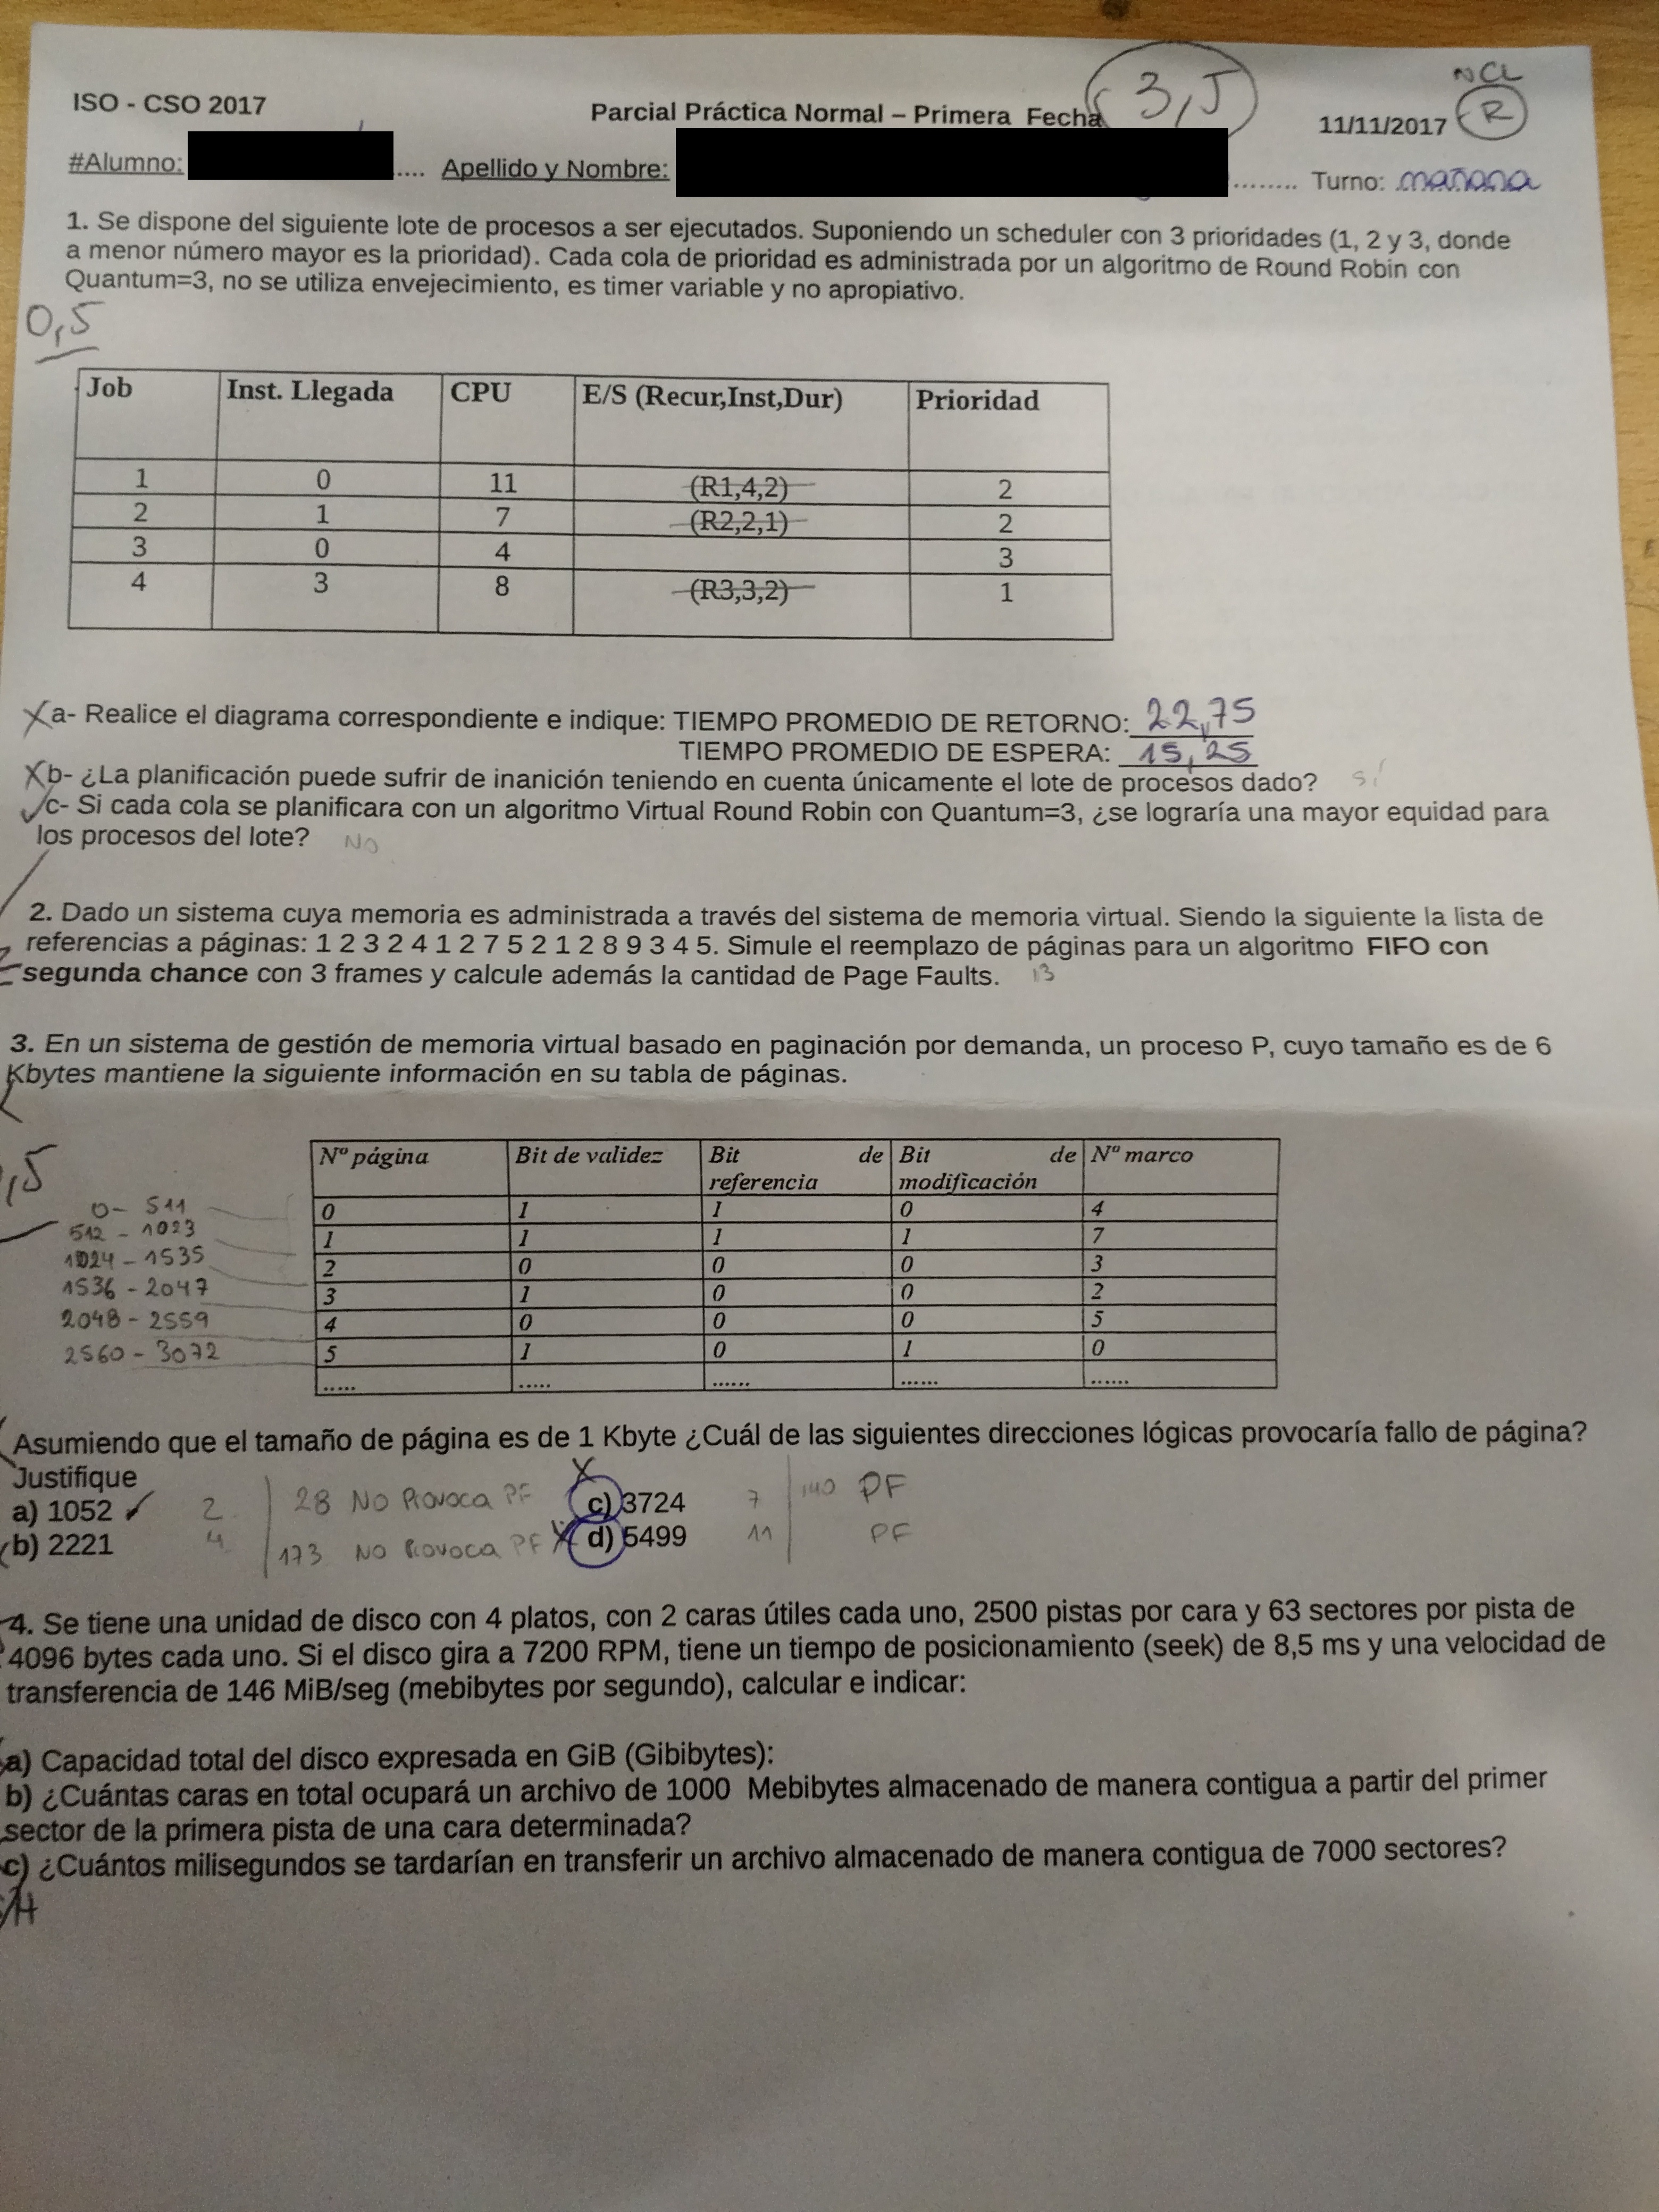 3,5
NCL
R
ISO - CSO 2017 Parcial Práctica Normal – Primera Fecha 11/11/2017
#Alumno: .... Apellido y Nombre: ........ Turno: mañana
1. Se dispone del siguiente lote de procesos a ser ejecutados. Suponiendo un scheduler con 3 prioridades (1, 2 y 3, donde
a menor número mayor es la prioridad). Cada cola de prioridad es administrada por un algoritmo de Round Robin con
Quantum=3, no se utiliza envejecimiento, es timer variable y no apropiativo.
0,5
Job Inst. Llegada CPU E/S (Recur,Inst,Dur) Prioridad
1 0 11 (R1,4,2) 2
2 1 7 (R2,2,1) 2
3 0 4 3
4 3 8 (R3,3,2) 1
a- Realice el diagrama correspondiente e indique: TIEMPO PROMEDIO DE RETORNO: 22,75
TIEMPO PROMEDIO DE ESPERA: 15,25
b- ¿La planificación puede sufrir de inanición teniendo en cuenta únicamente el lote de procesos dado? si
c- Si cada cola se planificara con un algoritmo Virtual Round Robin con Quantum=3, ¿se lograría una mayor equidad para
los procesos del lote? NO
2. Dado un sistema cuya memoria es administrada a través del sistema de memoria virtual. Siendo la siguiente la lista de
referencias a páginas: 1 2 3 2 4 1 2 7 5 2 1 2 8 9 3 4 5. Simule el reemplazo de páginas para un algoritmo FIFO con
segunda chance con 3 frames y calcule además la cantidad de Page Faults. 13
3. En un sistema de gestión de memoria virtual basado en paginación por demanda, un proceso P, cuyo tamaño es de 6
Kbytes mantiene la siguiente información en su tabla de páginas.
,5
Nº página Bit de validez Bit de referencia Bit de modificación Nº marco
0 - 511 0 1 1 0 4
512 - 1023 1 1 1 1 7
1024 - 1535 2 0 0 0 3
1536 - 2047 3 1 0 0 2
2048 - 2559 4 0 0 0 5
2560 - 3072 5 1 0 1 0
..... ..... ...... ...... ......
Asumiendo que el tamaño de página es de 1 Kbyte ¿Cuál de las siguientes direcciones lógicas provocaría fallo de página?
Justifique
a) 1052 2 28 NO Provoca PF c) 3724 7 140 PF
b) 2221 4 173 NO Provoca PF d) 5499 11 PF
4. Se tiene una unidad de disco con 4 platos, con 2 caras útiles cada uno, 2500 pistas por cara y 63 sectores por pista de
4096 bytes cada uno. Si el disco gira a 7200 RPM, tiene un tiempo de posicionamiento (seek) de 8,5 ms y una velocidad de
transferencia de 146 MiB/seg (mebibytes por segundo), calcular e indicar:
a) Capacidad total del disco expresada en GiB (Gibibytes):
b) ¿Cuántas caras en total ocupará un archivo de 1000 Mebibytes almacenado de manera contigua a partir del primer
sector de la primera pista de una cara determinada?
c) ¿Cuántos milisegundos se tardarían en transferir un archivo almacenado de manera contigua de 7000 sectores?